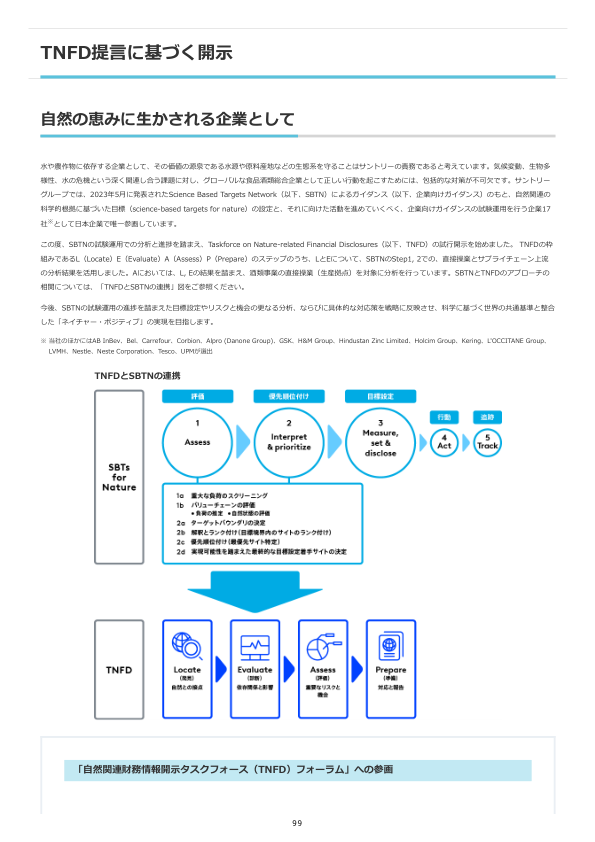 TNFD提言に基づく開示
自然の恵みに生かされる企業として
水や農作物に依存する企業として、その価値の源泉である水源や原料産地などの生態系を守ることはサントリーの責務であると考えています。気候変動、生物多
様性、水の危機という深く関連し合う課題に対し、グローバルな食品酒類総合企業として正しい行動を起こすためには、包括的な対策が不可欠です。サントリー
グループでは、2023年5月に発表されたScience Based Targets Network（以下、SBTN）によるガイダンス（以下、企業向けガイダンス）のもと、自然関連の
科学的根拠に基づいた目標（science-based targets for nature）の設定と、それに向けた活動を進めていくべく、企業向けガイダンスの試験運用を行う企業17
社※として日本企業で唯一参画しています。
この度、SBTNの試験運用での分析と進捗を踏まえ、Taskforce on Nature-related Financial Disclosures（以下、TNFD）の試行開示を始めました。 TNFDの枠
組みであるL（Locate）E（Evaluate）A（Assess）P（Prepare）のステップのうち、LとEについて、SBTNのStep1, 2での、直接操業とサプライチェーン上流
の分析結果を活用しました。Aにおいては、L, Eの結果を踏まえ、酒類事業の直接操業（生産拠点）を対象に分析を行っています。SBTNとTNFDのアプローチの
相関については、「TNFDとSBTNの連携」図をご参照ください。
今後、SBTNの試験運用の進捗を踏まえた目標設定やリスクと機会の更なる分析、ならびに具体的な対応策を戦略に反映させ、科学に基づく世界の共通基準と整合
した「ネイチャー・ポジティブ」の実現を目指します。
※ 当社のほかにはAB InBev、Bel、Carrefour、Corbion、Alpro (Danone Group)、GSK、H&M Group、Hindustan Zinc Limited、Holcim Group、Kering、L'OCCITANE Group、
LVMH、Nestle、Neste Corporation、Tesco、UPMが選出
TNFDとSBTNの連携
評価
優先順位付け
目標設定
行動
追跡
SBTs
for
Nature
1
Assess
2
Interpret
& prioritize
3
Measure,
set &
disclose
4
Act
5
Track
1a 重大な負荷のスクリーニング
1b バリューチェーンの評価
● 負荷の推定 ● 自然状態の評価
2a ターゲットバウンダリの決定
2b 解釈とランク付け（目標境界内のサイトのランク付け）
2c 優先順位付け（最優先サイト特定）
2d 実現可能性を踏まえた最終的な目標設定着手サイトの決定
TNFD
Locate
（発見）
自然との接点
Evaluate
（診断）
依存関係と影響
Assess
（評価）
重要なリスクと
機会
Prepare
（準備）
対応と報告
「自然関連財務情報開示タスクフォース（TNFD）フォーラム」への参画
99